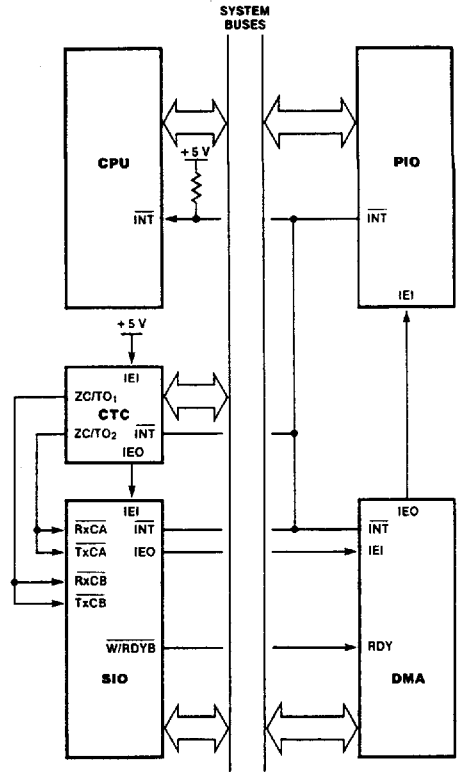 SYSTEM
BUSES
CPU
+5 V
INT
PIO
INT
IEI
+5 V
IEI
ZC/TO1
CTC
ZC/TO2
INT
IEO
IEI
RxCA
INT
TxCA
IEO
RxCB
TxCB
W/RDYB
SIO
IEO
INT
IEI
RDY
DMA